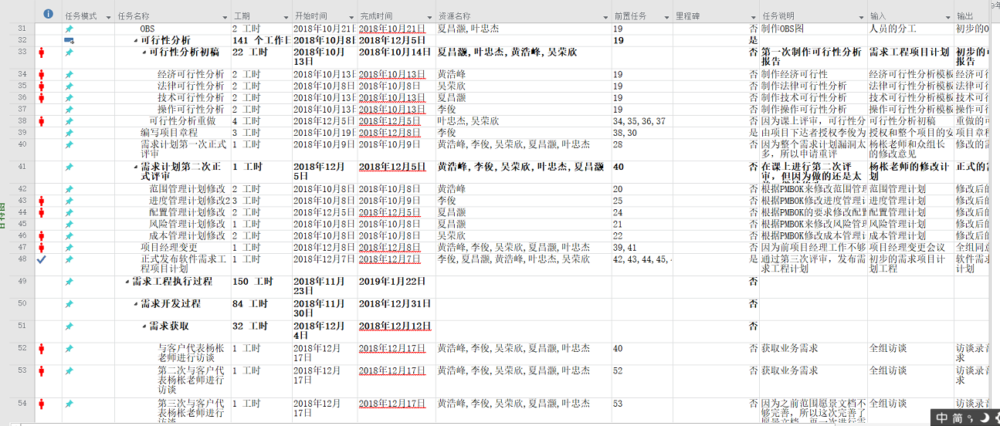 任务模式 任务名称 工期 开始时间 完成时间 资源名称 前置任务 里程碑 任务说明 输入 输出
31 OBS 2 工时 2018年10月21日 2018年10月21日 夏昌灏,叶忠杰 19 否 制作OBS图 人员的分工 初步的O
32 可行性分析 141 个工作日 2018年10月8日 2018年12月5日 19 是
33 可行性分析初稿 22 工时 2018年10月13日 2018年10月14日 夏昌灏,叶忠杰,黄浩峰,吴荣欣 否 第一次制作可行性分析报告 需求工程项目计划 初步的可 报告
34 经济可行性分析 2 工时 2018年10月13日 2018年10月13日 黄浩峰 19 否 制作经济可行性 经济可行性分析模板 经济可行
35 法律可行性分析 2 工时 2018年10月8日 2018年10月8日 吴荣欣 19 否 制作法律可行性分析 法律可行性分析模板 法律可行
36 技术可行性分析 2 工时 2018年10月13日 2018年10月13日 夏昌灏 19 否 制作技术可行性分析 技术可行性分析模板 技术可行
37 操作可行性分析 2 工时 2018年10月13日 2018年10月13日 李俊 19 否 制作操作可行性分析 操作可行性分析模板 操作可行
38 可行性分析重做 4 工时 2018年12月5日 2018年12月5日 叶忠杰,吴荣欣 34,35,36,37 否 因为课上评审,可行性分 可行性分析初稿 重做的可
39 编写项目章程 3 工时 2018年10月19日 2018年12月8日 李俊 38,30 是 由项目下达者授权李俊为 授权和整个项目的安 项目章程
40 需求计划第一次正式评审 1 工时 2018年10月9日 2018年10月9日 黄浩峰,李俊,吴荣欣,夏昌灏,叶忠杰 28 否 因为整个需求计划漏洞太多,所以申请重评 杨枨老师和众组长的修改意见 修改的需
41 需求计划第二次正式评审 1 工时 2018年12月5日 2018年12月5日 黄浩峰,李俊,吴荣欣,叶忠杰,夏昌灏 40 否 在课上进行第二次评审,但因为做的还是太 杨枨老师的修改计划 正式的需
42 范围管理计划修改 2 工时 2018年10月8日 2018年10月8日 黄浩峰 20 否 根据PMBOK来修改范围管理 范围管理计划 修改后的
43 进度管理计划修改2 3 工时 2018年10月8日 2018年10月9日 李俊 25 否 根据PMBOK修改进度管理计 进度管理计划 修改后的
44 配置管理计划修改 2 工时 2018年12月5日 2018年12月5日 夏昌灏 24 否 根据PMBOK的要求修改配置 配置管理计划 修改后的
45 风险管理计划修改 1 工时 2018年10月8日 2018年10月8日 夏昌灏 21 否 根据PMBOK修改风险管理 风险管理计划 修改后的
46 成本管理计划修改 2 工时 2018年10月8日 2018年10月8日 吴荣欣 22 否 根据PMBOK修改成本管理计 成本管理计划 修改后的
47 项目经理变更 1 工时 2018年12月8日 2018年12月8日 黄浩峰,李俊,吴荣欣,夏昌灏,叶忠杰 39,41 否 因为前项目经理工作不够 项目经理变更会议 全组同意
48 正式发布软件需求工程项目计划 1 工时 2018年12月7日 2018年12月7日 李俊,夏昌灏,黄浩峰,叶忠杰,吴荣欣 42,43,44,45, 是 通过第三次评审,发布需求工程计划 初步的需求项目计划工程 软件需求 计划
49 需求工程执行过程 150 工时 2018年11月23日 2019年1月22日 否
50 需求开发过程 84 工时 2018年11月30日 2018年12月31日 否
51 需求获取 32 工时 2018年12月4日 2018年12月12日 否
52 与客户代表杨枨老师进行访谈 1 工时 2018年12月17日 2018年12月17日 黄浩峰,李俊,吴荣欣,夏昌灏,叶忠杰 40 否 获取业务需求 全组访谈 访谈录音 求
53 第二次与客户代表杨枨老师进行访谈 1 工时 2018年12月17日 2018年12月17日 黄浩峰,李俊,吴荣欣,夏昌灏,叶忠杰 52 否 获取业务需求 全组访谈 访谈录音 求
54 第三次与客户代表杨枨老师进行 1 工时 2018年12月17日 2018年12月17日 黄浩峰,李俊,吴荣欣,夏昌灏,叶忠杰 53 否 因为之前范围愿景文档不够完善,所以这次完善了 全组访谈 访谈录音
中 简